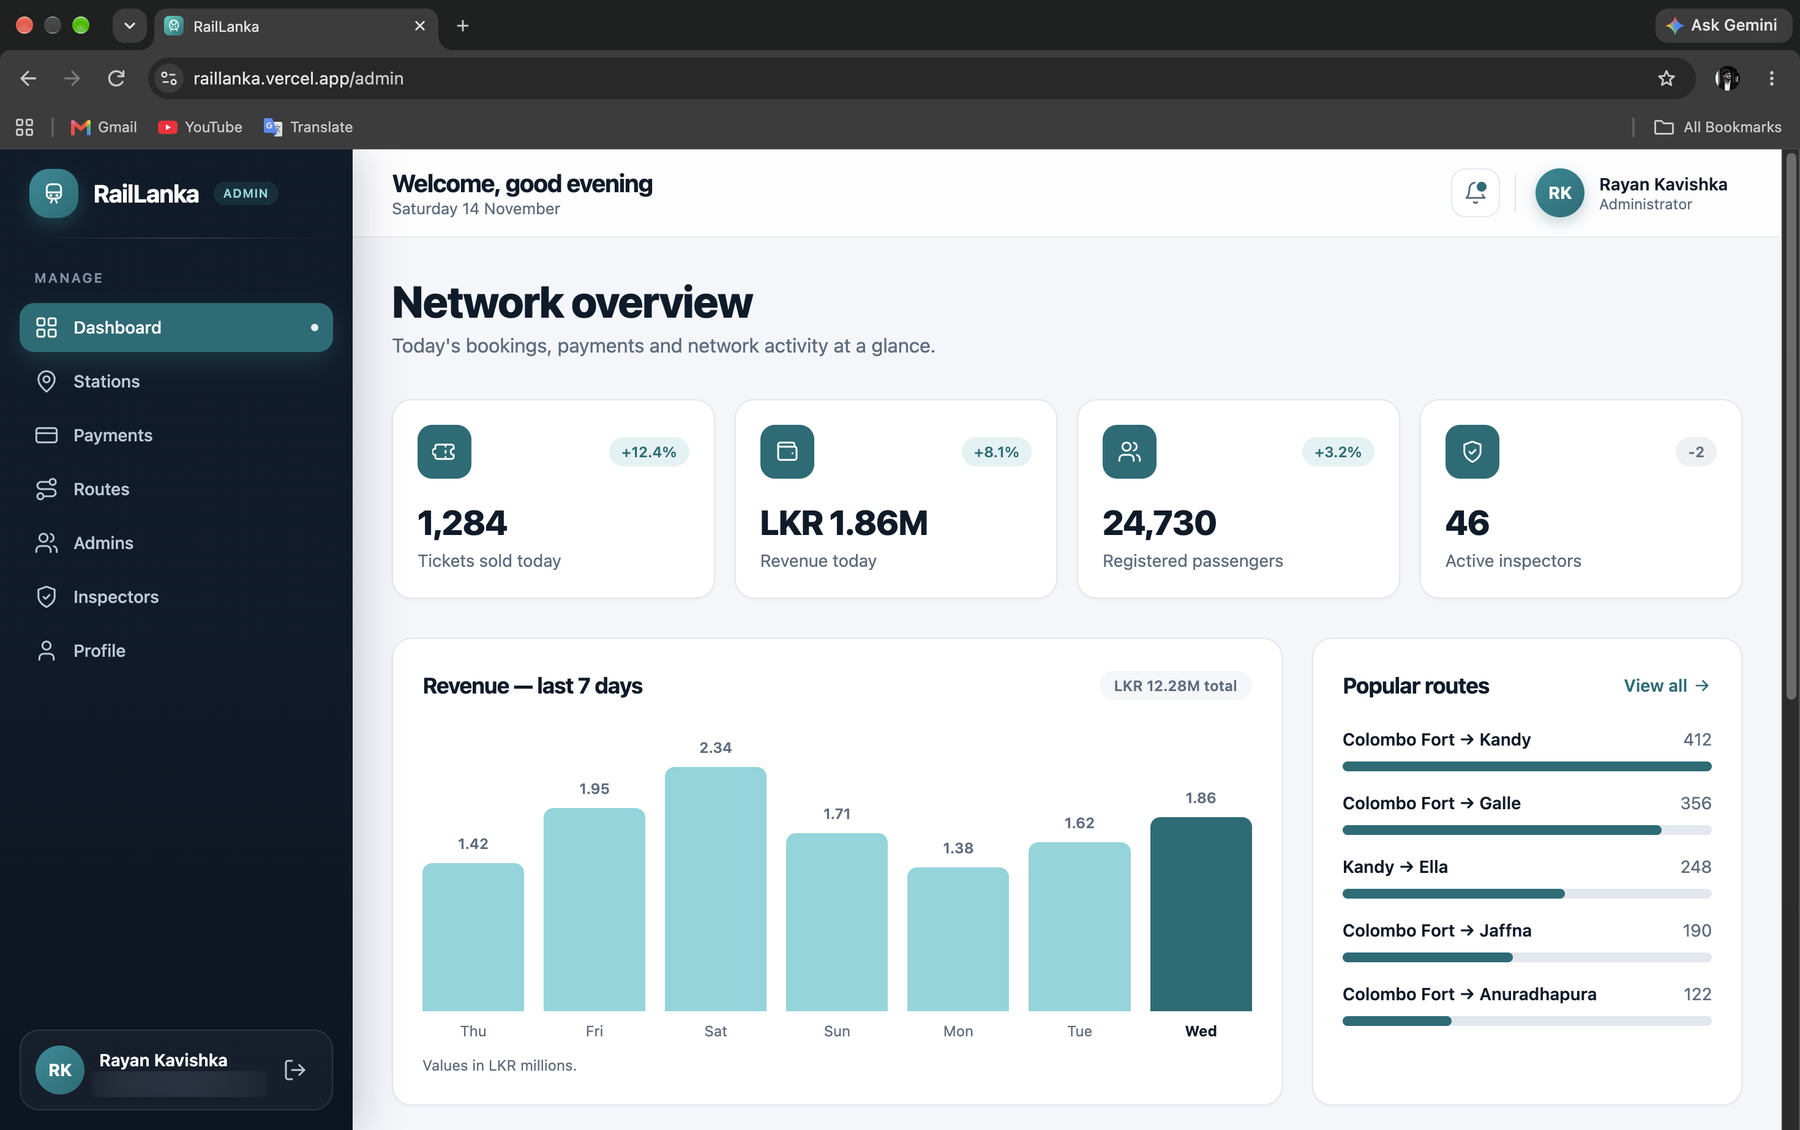 RailLanka
Ask Gemini
raillanka.vercel.app/admin
Gmail
YouTube
Translate
All Bookmarks
RailLanka ADMIN
MANAGE
Dashboard
Stations
Payments
Routes
Admins
Inspectors
Profile
RK
Rayan Kavishka
Welcome, good evening
Saturday 14 November
RK
Rayan Kavishka
Administrator
Network overview
Today's bookings, payments and network activity at a glance.
+12.4%
1,284
Tickets sold today
+8.1%
LKR 1.86M
Revenue today
+3.2%
24,730
Registered passengers
-2
46
Active inspectors
Revenue — last 7 days
LKR 12.28M total
1.42
1.95
2.34
1.71
1.38
1.62
1.86
Thu
Fri
Sat
Sun
Mon
Tue
Wed
Values in LKR millions.
Popular routes
View all →
Colombo Fort → Kandy 412
Colombo Fort → Galle 356
Kandy → Ella 248
Colombo Fort → Jaffna 190
Colombo Fort → Anuradhapura 122